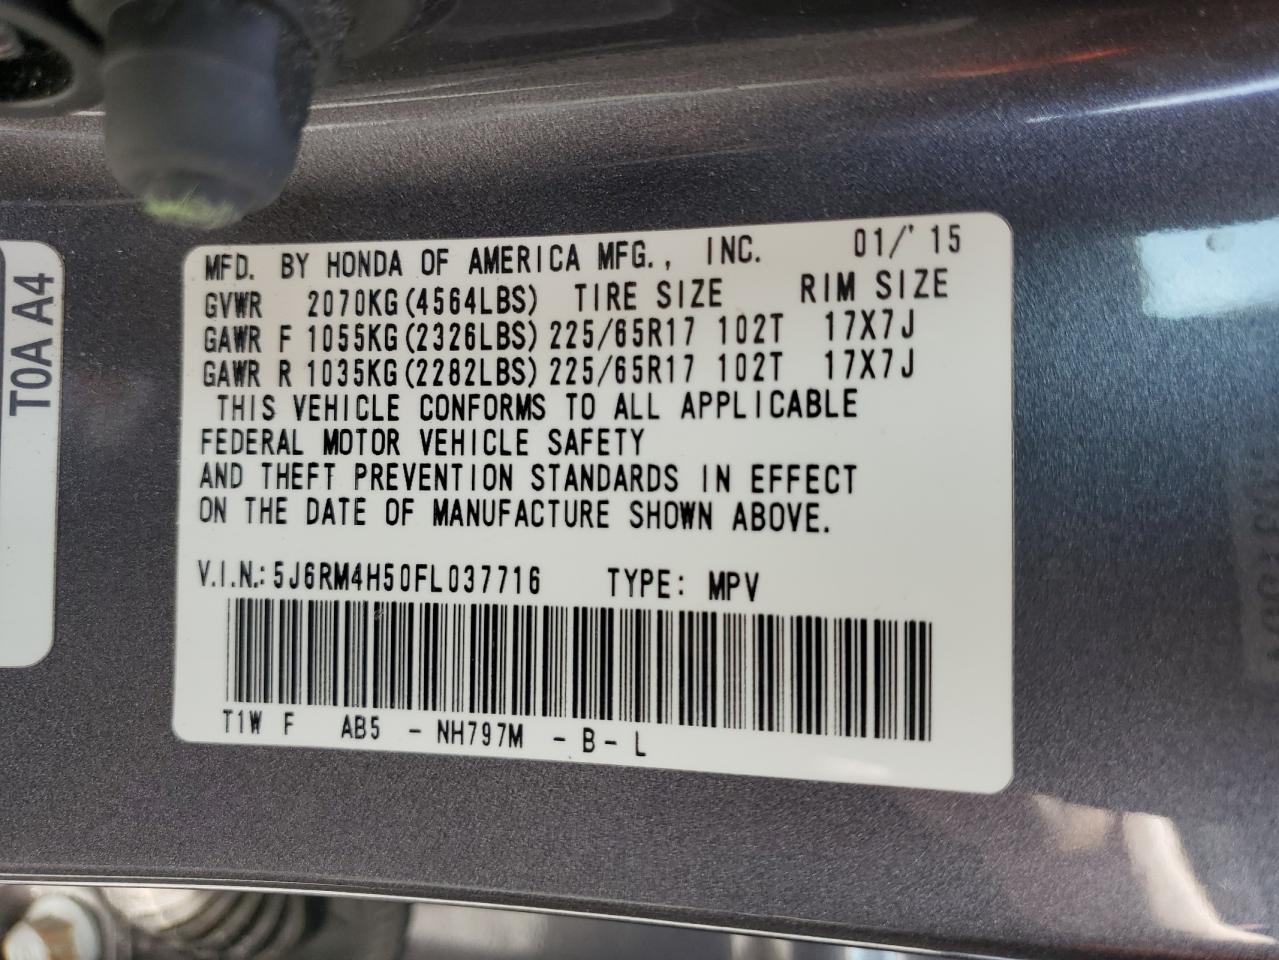 MFD. BY HONDA OF AMERICA MFG., INC. 01/'15
GVWR 2070KG(4564LBS) TIRE SIZE RIM SIZE
GAWR F 1055KG(2326LBS) 225/65R17 102T 17X7J
GAWR R 1035KG(2282LBS) 225/65R17 102T 17X7J
THIS VEHICLE CONFORMS TO ALL APPLICABLE
FEDERAL MOTOR VEHICLE SAFETY
AND THEFT PREVENTION STANDARDS IN EFFECT
ON THE DATE OF MANUFACTURE SHOWN ABOVE.
V.I.N.: 5J6RM4H50FL037716 TYPE: MPV
T1W F AB5 - NH797M - B - L
T0A A4